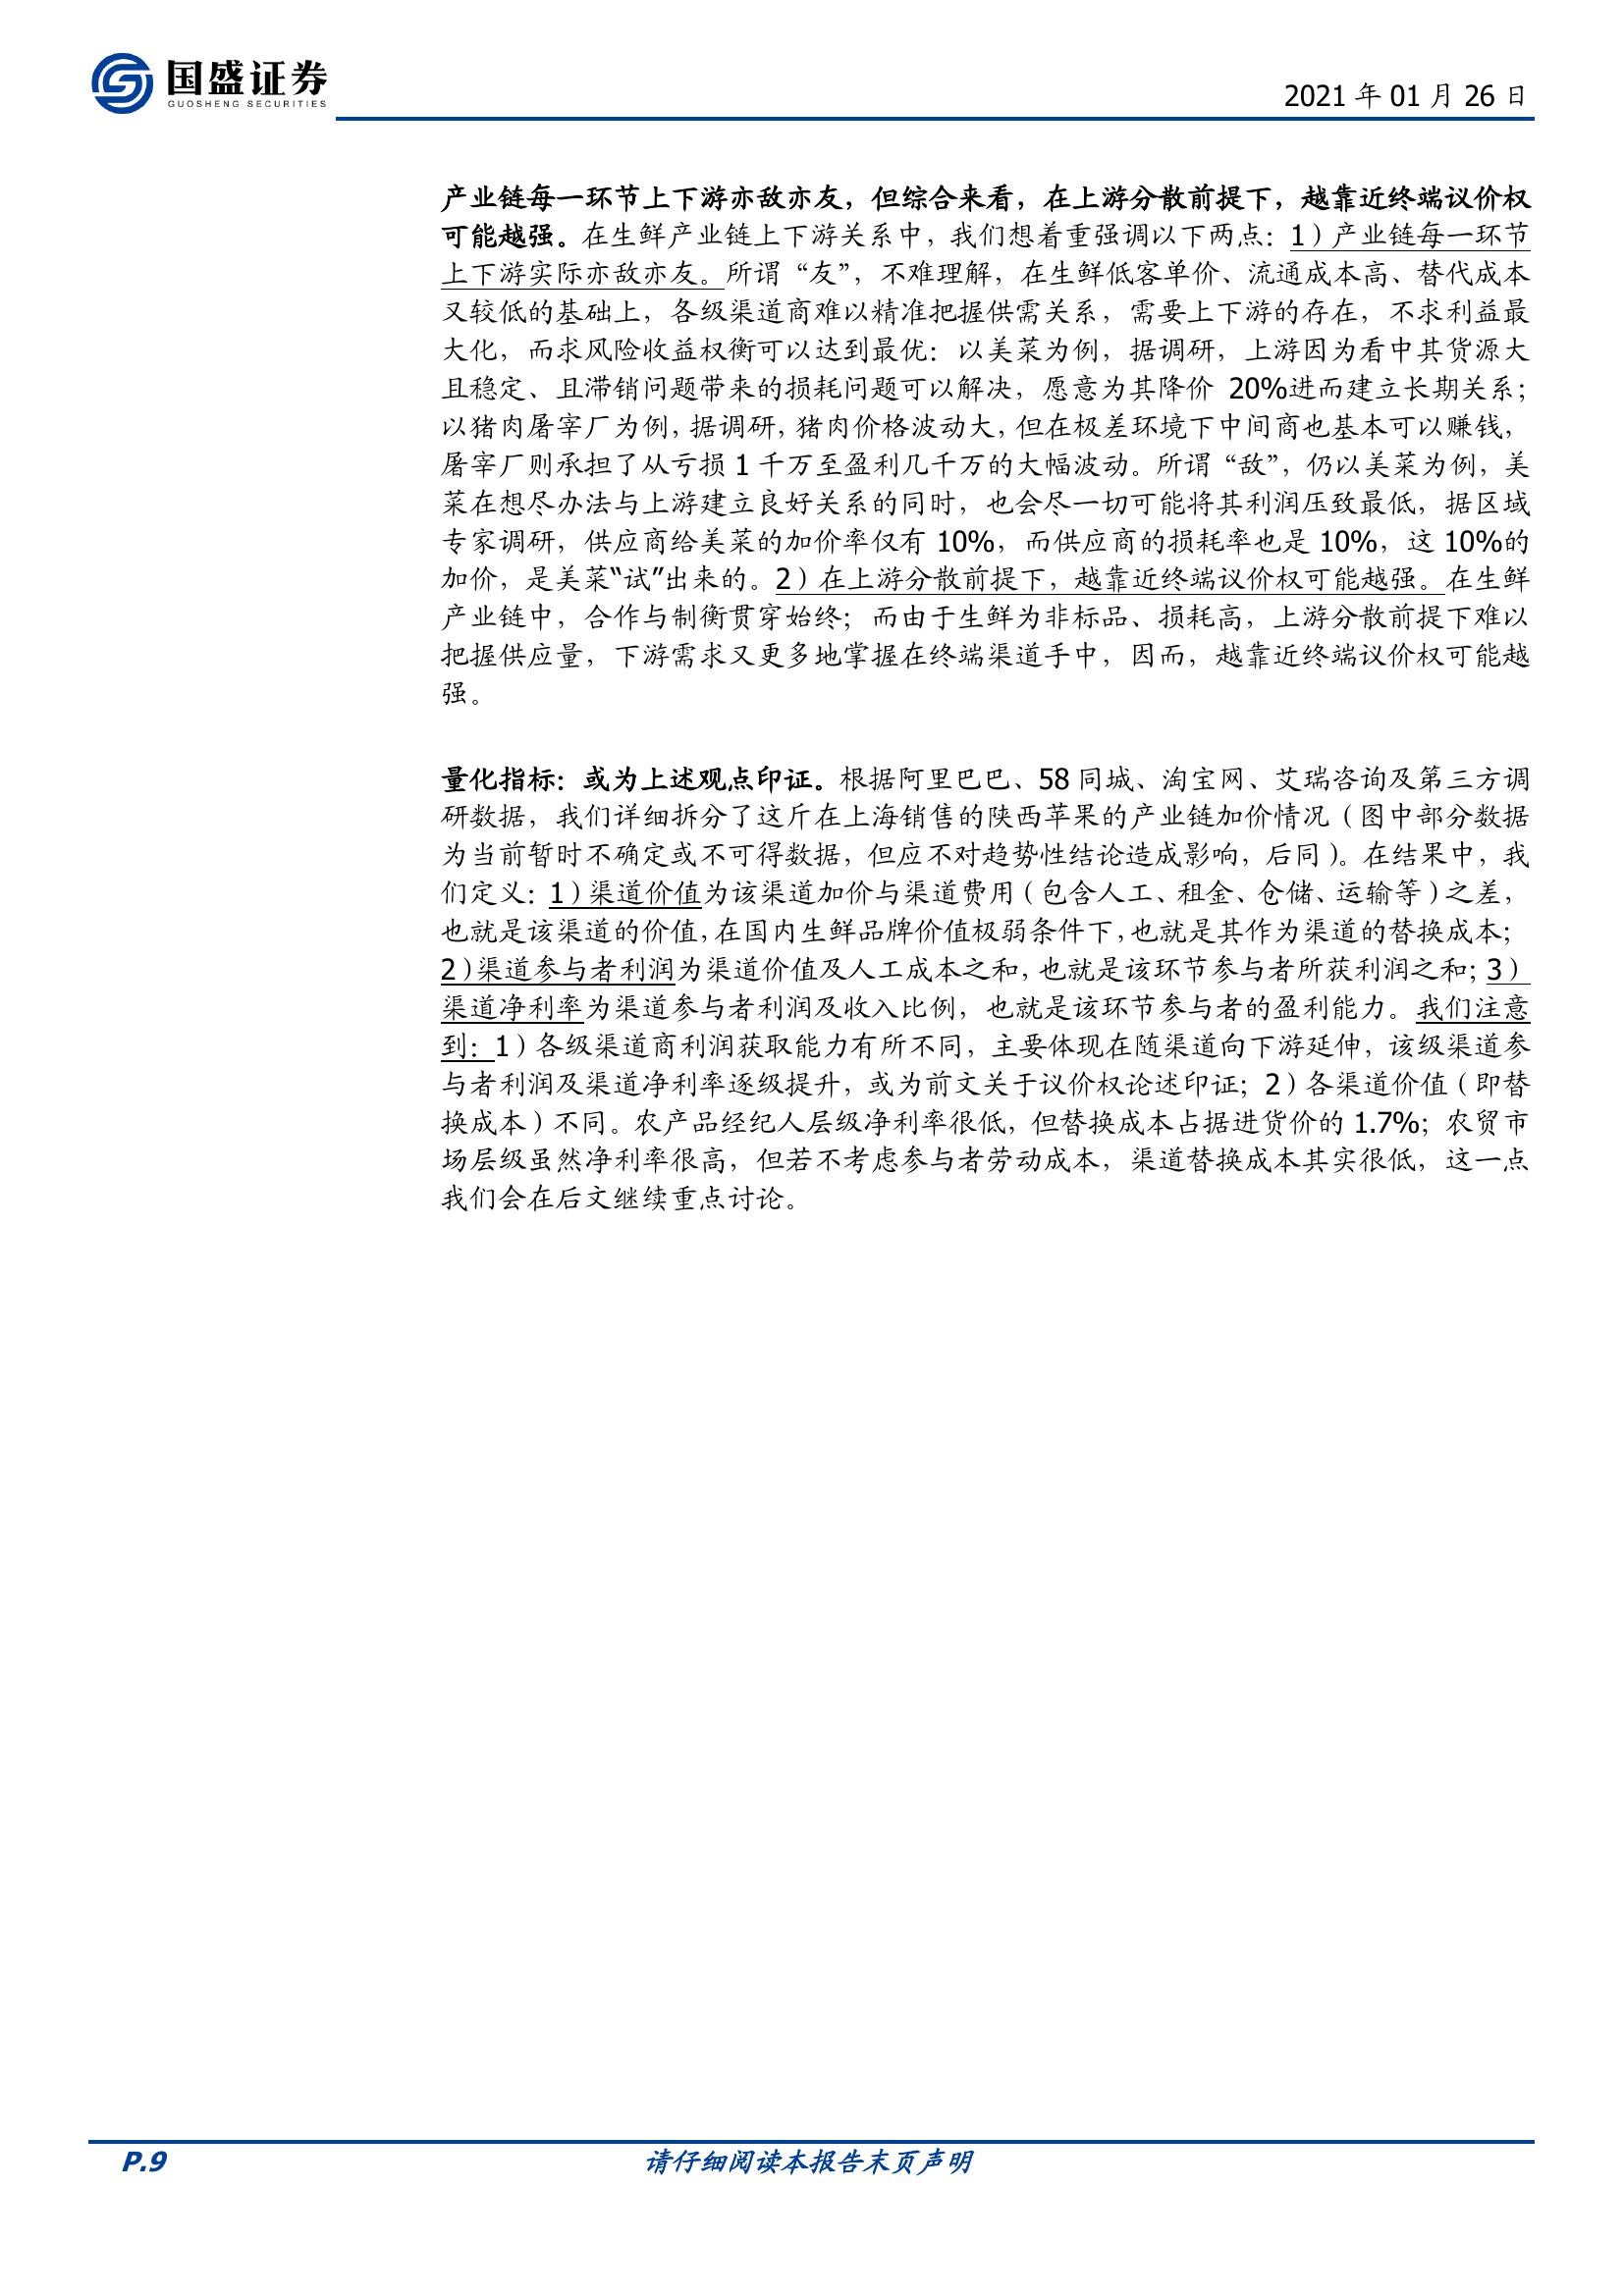 国盛证券
GUOSHENG SECURITIES
2021 年 01 月 26 日
产业链每一环节上下游亦敌亦友，但综合来看，在上游分散前提下，越靠近终端议价权
可能越强。在生鲜产业链上下游关系中，我们想着重强调以下两点：1）产业链每一环节
上下游实际亦敌亦友。所谓“友”，不难理解，在生鲜低客单价、流通成本高、替代成本
又较低的基础上，各级渠道商难以精准把握供需关系，需要上下游的存在，不求利益最
大化，而求风险收益权衡可以达到最优：以美菜为例，据调研，上游因为看中其货源大
且稳定、且滞销问题带来的损耗问题可以解决，愿意为其降价 20%进而建立长期关系；
以猪肉屠宰厂为例，据调研，猪肉价格波动大，但在极差环境下中间商也基本可以赚钱，
屠宰厂则承担了从亏损 1 千万至盈利几千万的大幅波动。所谓“敌”，仍以美菜为例，美
菜在想尽办法与上游建立良好关系的同时，也会尽一切可能将其利润压致最低，据区域
专家调研，供应商给美菜的加价率仅有 10%，而供应商的损耗率也是 10%，这 10%的
加价，是美菜“试”出来的。2）在上游分散前提下，越靠近终端议价权可能越强。在生鲜
产业链中，合作与制衡贯穿始终；而由于生鲜为非标品、损耗高，上游分散前提下难以
把握供应量，下游需求又更多地掌握在终端渠道手中，因而，越靠近终端议价权可能越
强。
量化指标：或为上述观点印证。根据阿里巴巴、58 同城、淘宝网、艾瑞咨询及第三方调
研数据，我们详细拆分了这斤在上海销售的陕西苹果的产业链加价情况（图中部分数据
为当前暂时不确定或不可得数据，但应不对趋势性结论造成影响，后同）。在结果中，我
们定义：1）渠道价值为该渠道加价与渠道费用（包含人工、租金、仓储、运输等）之差，
也就是该渠道的价值，在国内生鲜品牌价值极弱条件下，也就是其作为渠道的替换成本；
2）渠道参与者利润为渠道价值及人工成本之和，也就是该环节参与者所获利润之和；3）
渠道净利率为渠道参与者利润及收入比例，也就是该环节参与者的盈利能力。我们注意
到：1）各级渠道商利润获取能力有所不同，主要体现在随渠道向下游延伸，该级渠道参
与者利润及渠道净利率逐级提升，或为前文关于议价权论述印证；2）各渠道价值（即替
换成本）不同。农产品经纪人层级净利率很低，但替换成本占据进货价的 1.7%；农贸市
场层级虽然净利率很高，但若不考虑参与者劳动成本，渠道替换成本其实很低，这一点
我们会在后文继续重点讨论。
P.9
请仔细阅读本报告末页声明